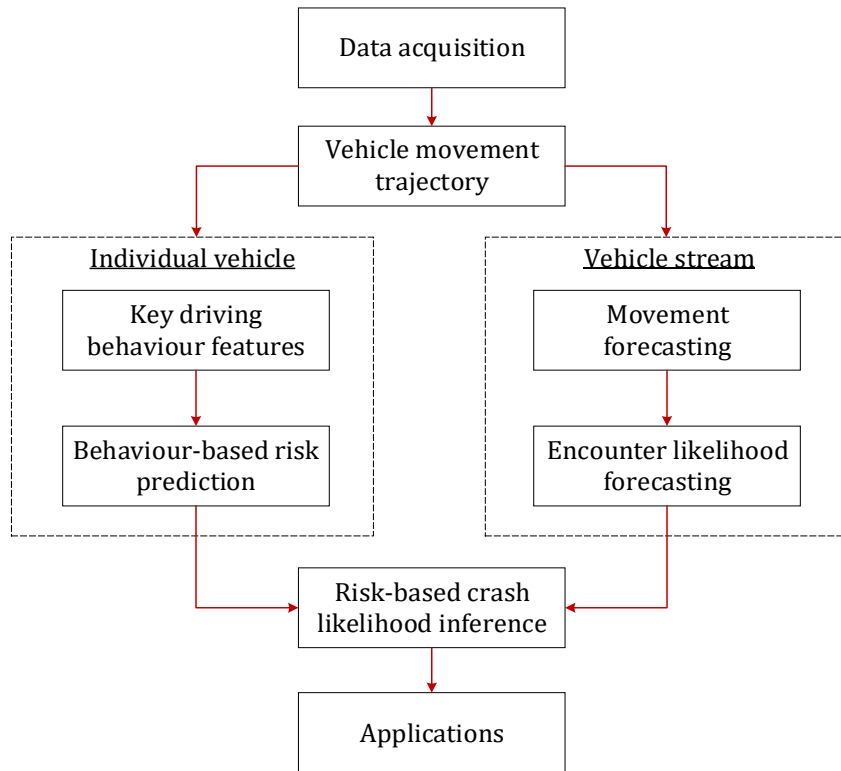 Data acquisition
Vehicle movement
trajectory
Individual vehicle
Key driving
behaviour features
Behaviour-based risk
prediction
Vehicle stream
Movement
forecasting
Encounter likelihood
forecasting
Risk-based crash
likelihood inference
Applications